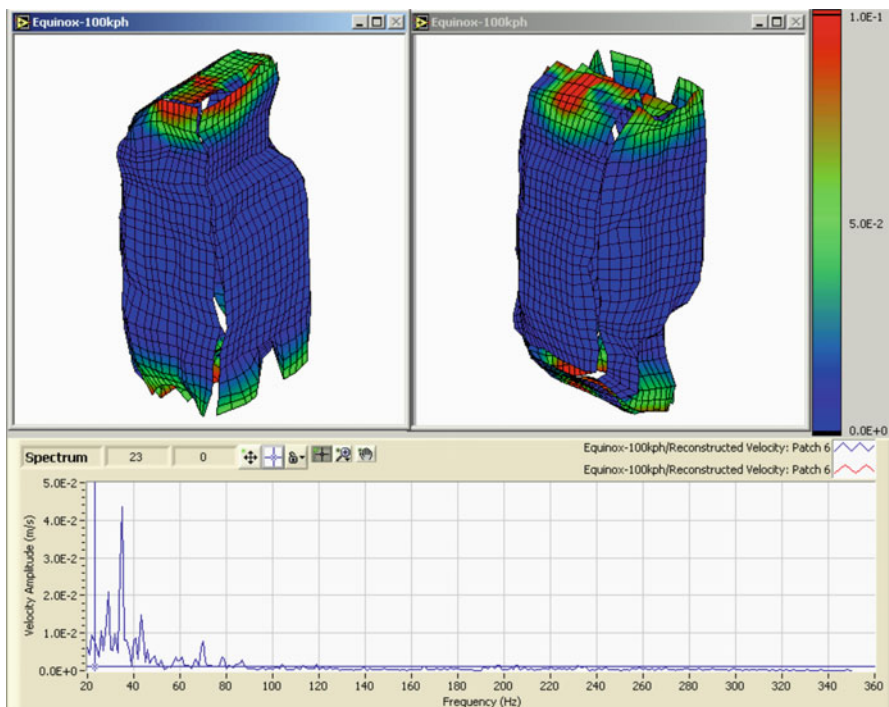 Equinox-100kph
Equinox-100kph
1.0E-1
5.0E-2
0.0E+0
Spectrum 23 0
Equinox-100kph/Reconstructed Velocity: Patch 6
Equinox-100kph/Reconstructed Velocity: Patch 6
Velocity Amplitude (m/s)
5.0E-2
4.0E-2
3.0E-2
2.0E-2
1.0E-2
0.0E+0
20 40 60 80 100 120 140 160 180 200 220 240 260 280 300 320 340 360
Frequency (Hz)